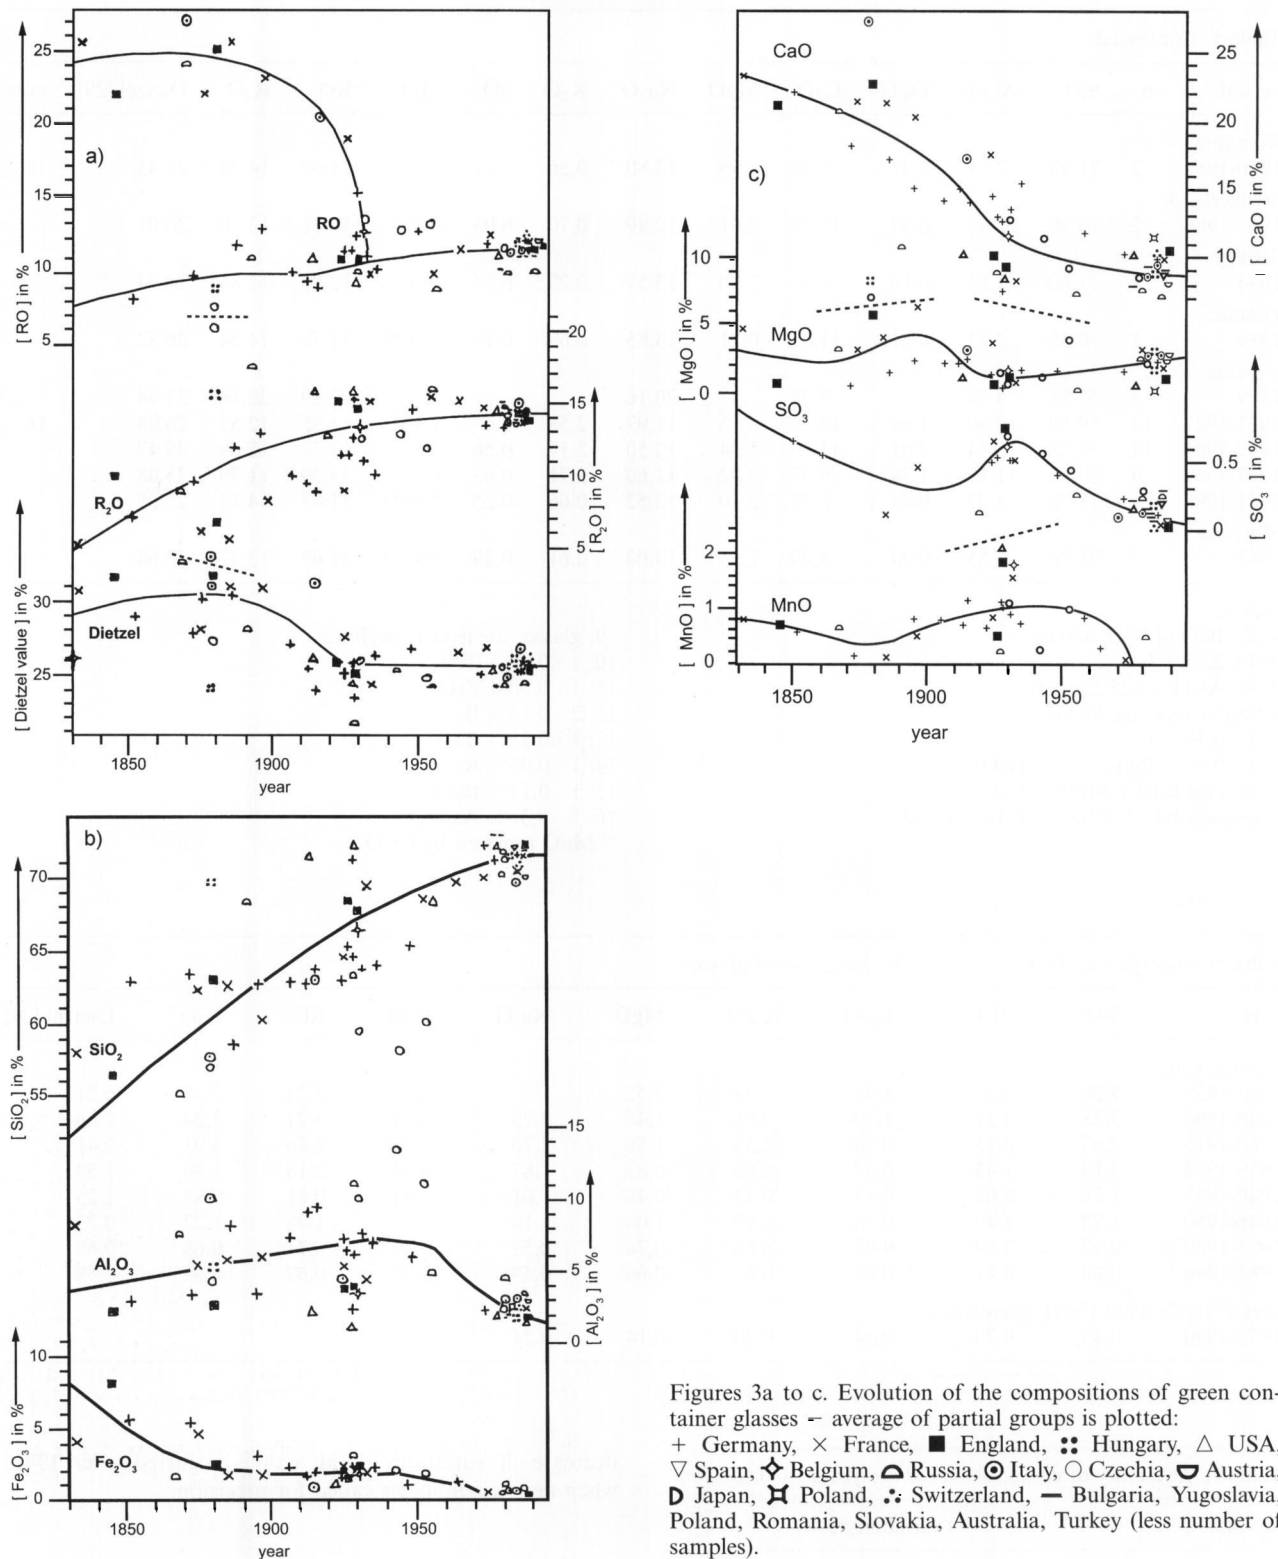 a)
[ RO ] in %
25
20
15
10
5
RO
20
15
10
5
[ R₂O ] in %
R₂O
[ Dietzel value ] in %
30
25
Dietzel
1850
1900
1950
year
c)
CaO
25
20
15
10
5
0
[ CaO ] in %
[ MgO ] in %
10
5
0
MgO
SO₃
0.5
0
[ SO₃ ] in %
[ MnO ] in %
2
1
0
MnO
1850
1900
1950
year
b)
[ SiO₂ ] in %
70
65
60
55
SiO₂
15
10
5
0
[ Al₂O₃ ] in %
Al₂O₃
[ Fe₂O₃ ] in %
10
5
0
Fe₂O₃
1850
1900
1950
year
Figures 3a to c. Evolution of the compositions of green con-
tainer glasses – average of partial groups is plotted:
+ Germany, × France, ■ England, Hungary, △ USA,
▽ Spain, Belgium, Russia, ⊙ Italy, ○ Czechia, Austria,
Japan, Poland, Switzerland, — Bulgaria, Yugoslavia,
Poland, Romania, Slovakia, Australia, Turkey (less number of
samples).